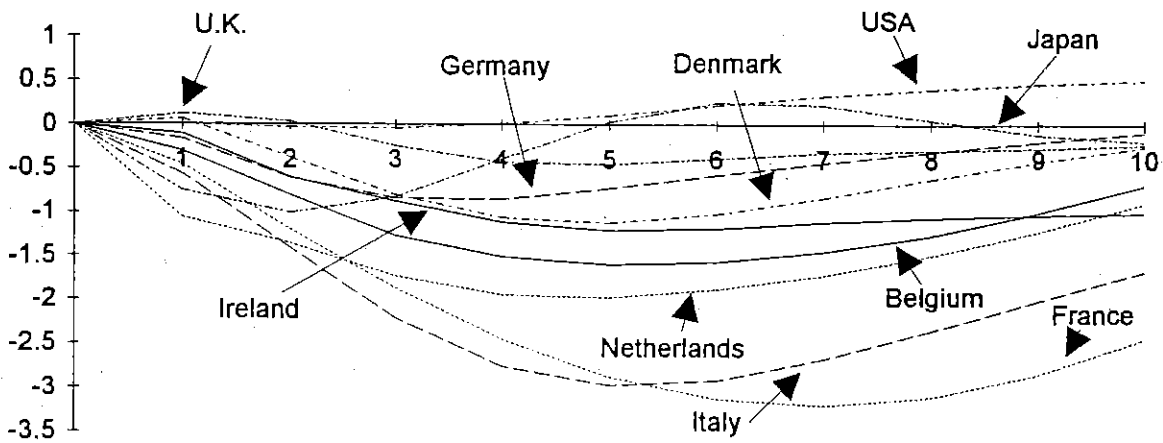 1
0.5
0
-0.5
-1
-1.5
-2
-2.5
-3
-3.5
U.K.
USA
Japan
Germany
Denmark
1 2 3 4 5 6 7 8 9 10
Ireland
Belgium
France
Netherlands
Italy